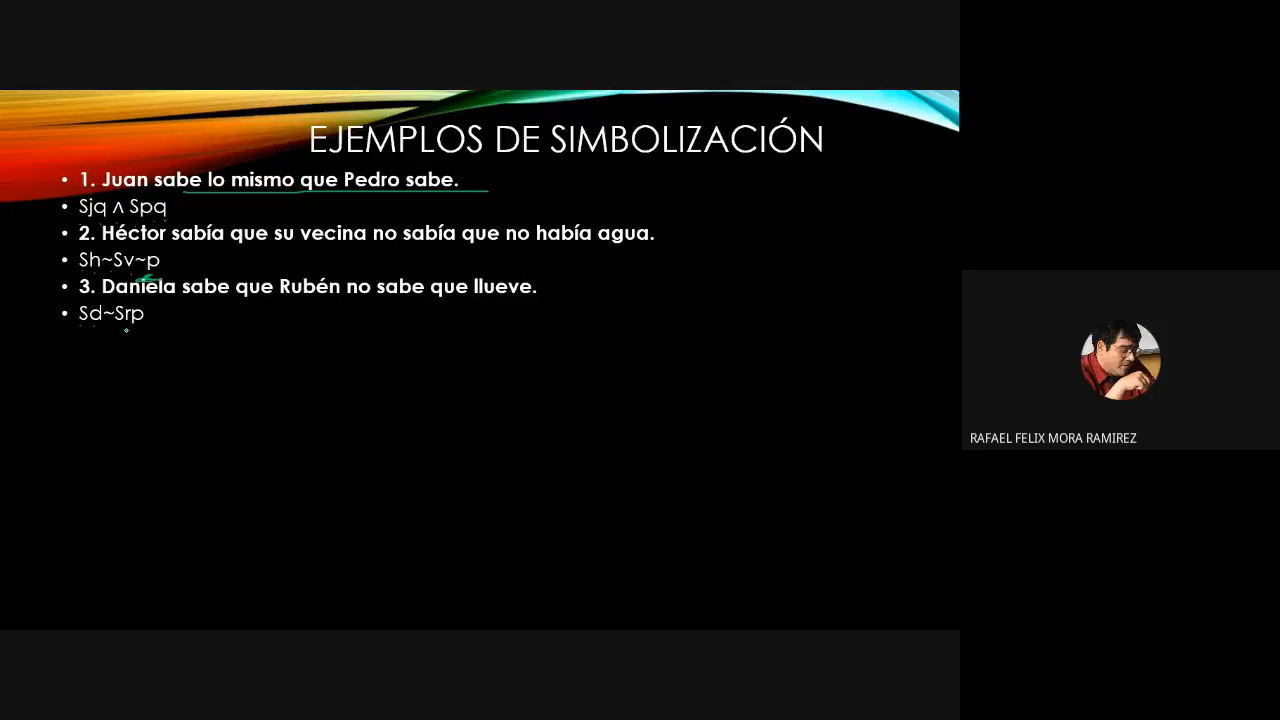 EJEMPLOS DE SIMBOLIZACIÓN
• 1. Juan sabe lo mismo que Pedro sabe.
• Sjq ∧ Spq
• 2. Héctor sabía que su vecina no sabía que no había agua.
• Sh~Sv~p
• 3. Daniela sabe que Rubén no sabe que llueve.
• Sd~Srp
RAFAEL FELIX MORA RAMIREZ